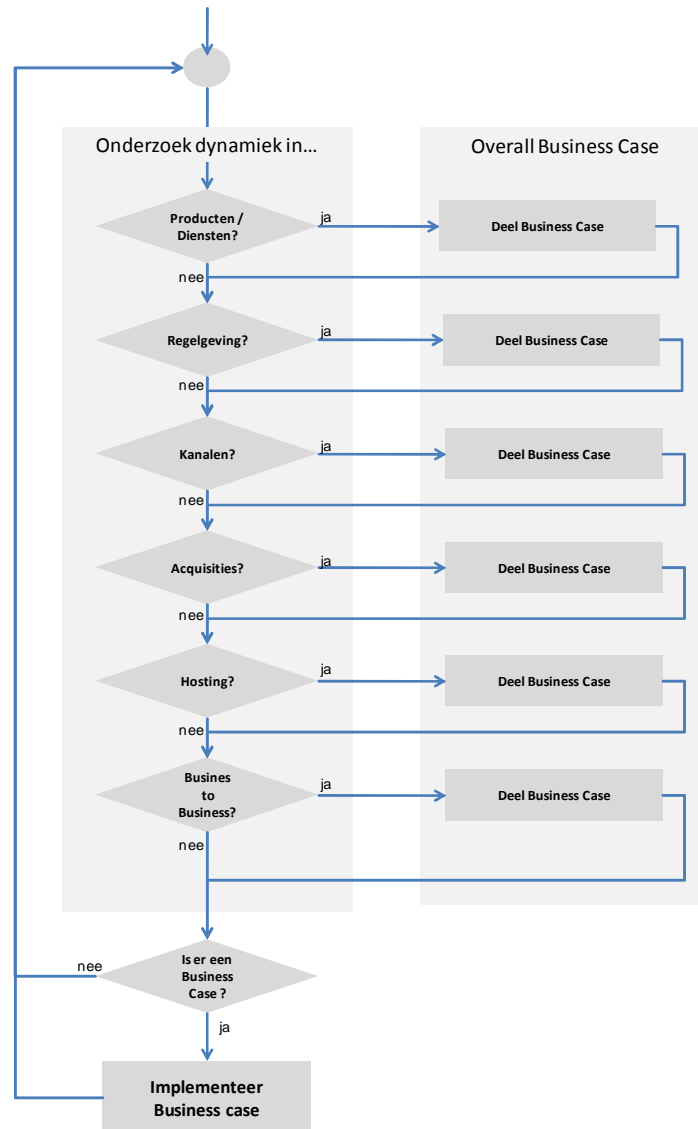 Onderzoek dynamiek in...
Overall Business Case
Producten /
Diensten?
ja
Deel Business Case
nee
Regelgeving?
ja
Deel Business Case
nee
Kanalen?
ja
Deel Business Case
nee
Acquisities?
ja
Deel Business Case
nee
Hosting?
ja
Deel Business Case
nee
Busines
to
Business?
ja
Deel Business Case
nee
Is er een
Business
Case ?
nee
ja
Implementeer
Business case